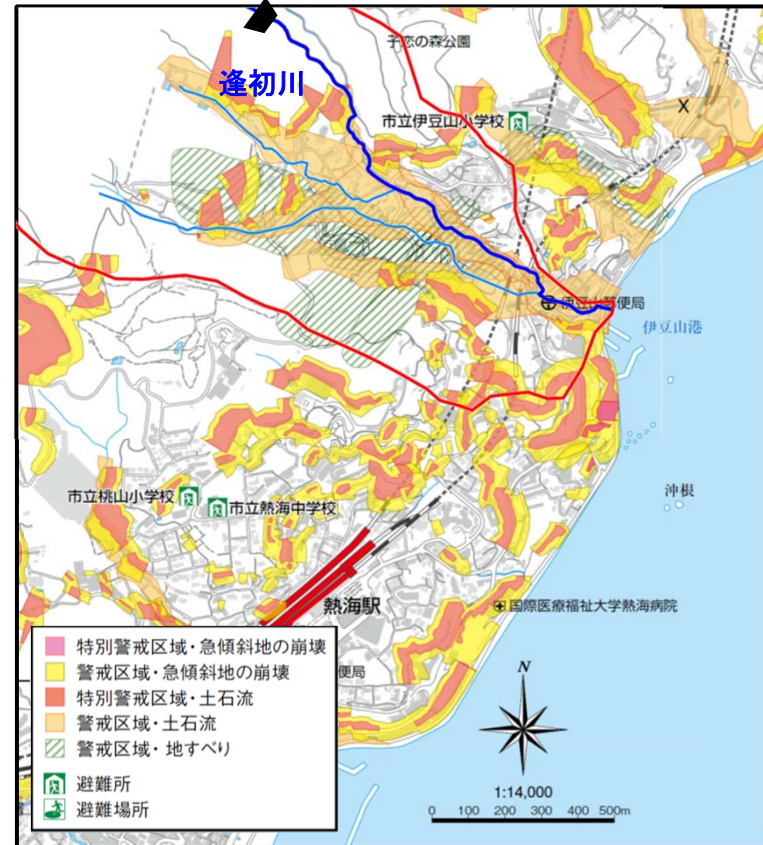 子恋の森公園
逢初川
市立伊豆山小学校
X
伊豆山郵便局
伊豆山港
市立桃山小学校
市立熱海中学校
沖根
熱海駅
国際医療福祉大学熱海病院
便局
特別警戒区域・急傾斜地の崩壊
警戒区域・急傾斜地の崩壊
特別警戒区域・土石流
警戒区域・土石流
警戒区域・地すべり
避難所
避難場所
N
1:14,000
0 100 200 300 400 500m